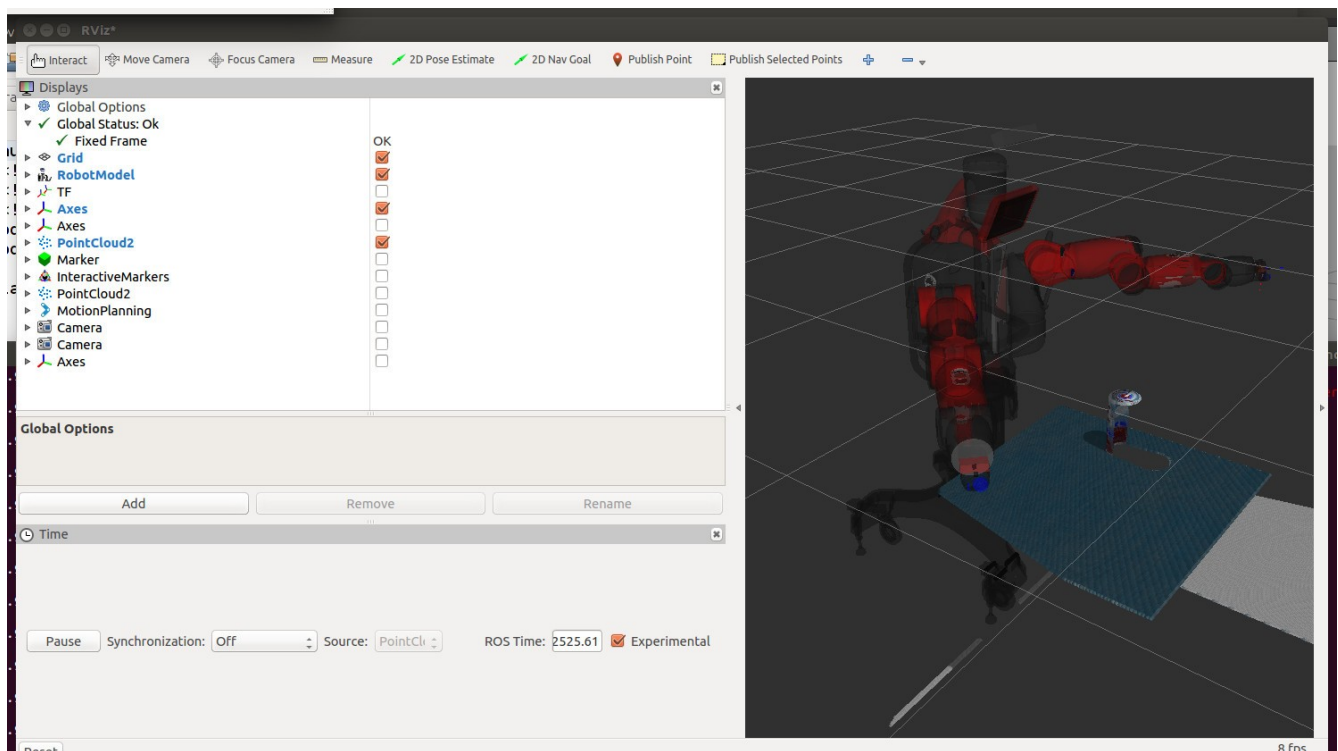 RViz*
Interact Move Camera Focus Camera Measure 2D Pose Estimate 2D Nav Goal Publish Point Publish Selected Points
Displays
Global Options
Global Status: Ok
Fixed Frame OK
Grid
RobotModel
TF
Axes
Axes
PointCloud2
Marker
InteractiveMarkers
PointCloud2
MotionPlanning
Camera
Camera
Axes
Global Options
Add Remove Rename
Time
Pause Synchronization: Off Source: PointCl ROS Time: 2525.61 Experimental
Reset 8 fps